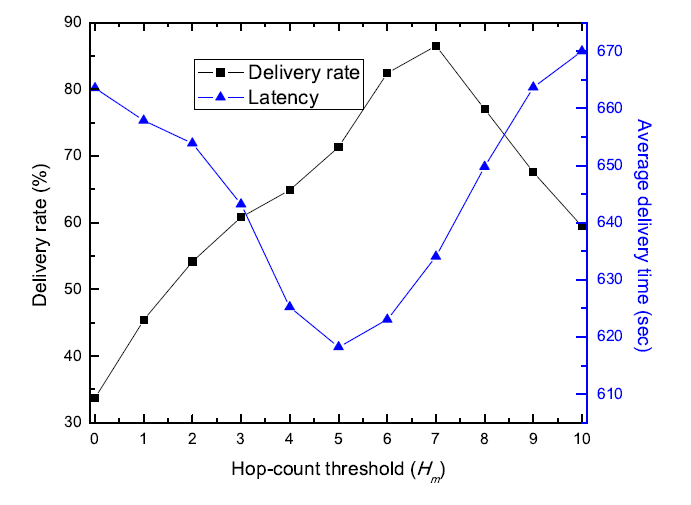 90
80
70
60
50
40
30
Delivery rate (%)
Delivery rate
Latency
670
660
650
640
630
620
610
Average delivery time (sec)
0 1 2 3 4 5 6 7 8 9 10
Hop-count threshold (Hm)